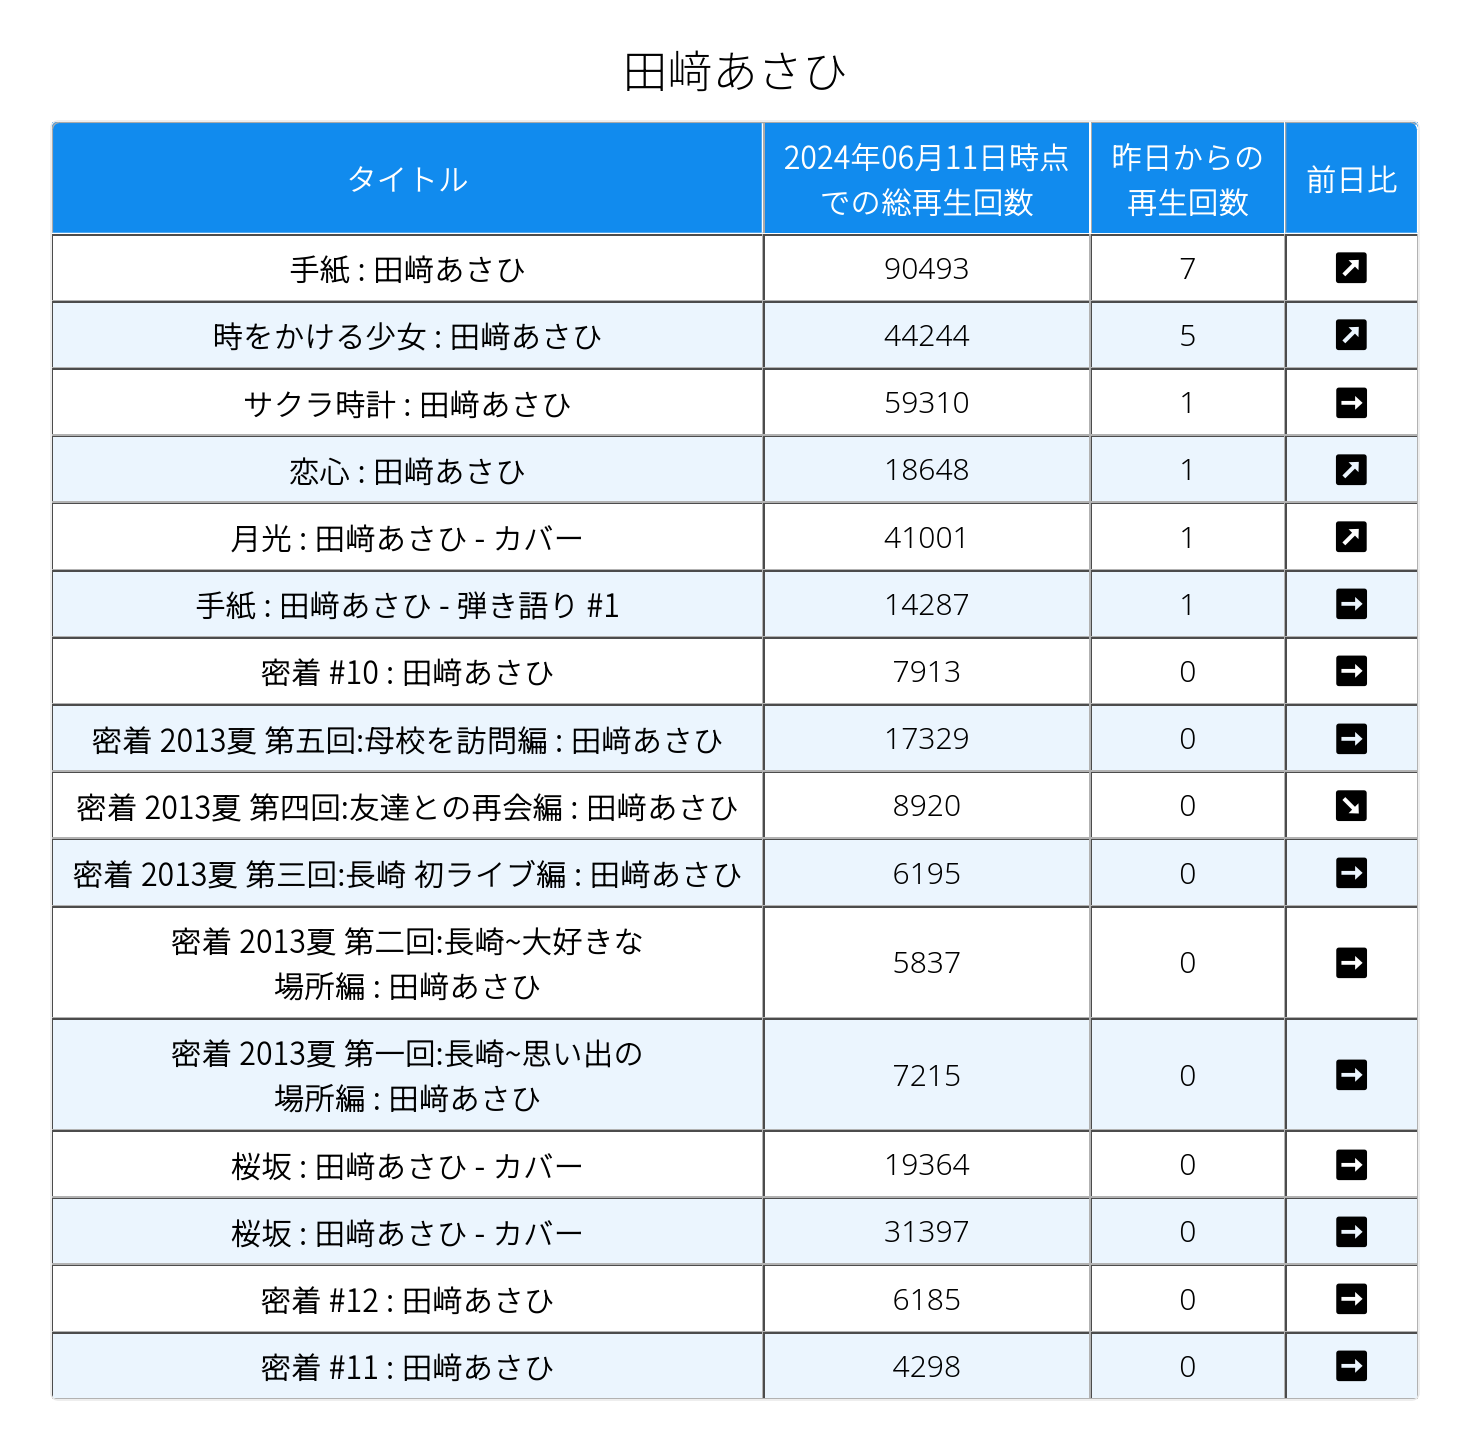 田﨑あさひ
タイトル
2024年06月11日時点
での総再生回数
昨日からの
再生回数
前日比
手紙 : 田﨑あさひ 90493 7
時をかける少女 : 田﨑あさひ 44244 5
サクラ時計 : 田﨑あさひ 59310 1
恋心 : 田﨑あさひ 18648 1
月光 : 田﨑あさひ - カバー 41001 1
手紙 : 田﨑あさひ - 弾き語り #1 14287 1
密着 #10 : 田﨑あさひ 7913 0
密着 2013夏 第五回:母校を訪問編 : 田﨑あさひ 17329 0
密着 2013夏 第四回:友達との再会編 : 田﨑あさひ 8920 0
密着 2013夏 第三回:長崎 初ライブ編 : 田﨑あさひ 6195 0
密着 2013夏 第二回:長崎~大好きな
場所編 : 田﨑あさひ 5837 0
密着 2013夏 第一回:長崎~思い出の
場所編 : 田﨑あさひ 7215 0
桜坂 : 田﨑あさひ - カバー 19364 0
桜坂 : 田﨑あさひ - カバー 31397 0
密着 #12 : 田﨑あさひ 6185 0
密着 #11 : 田﨑あさひ 4298 0